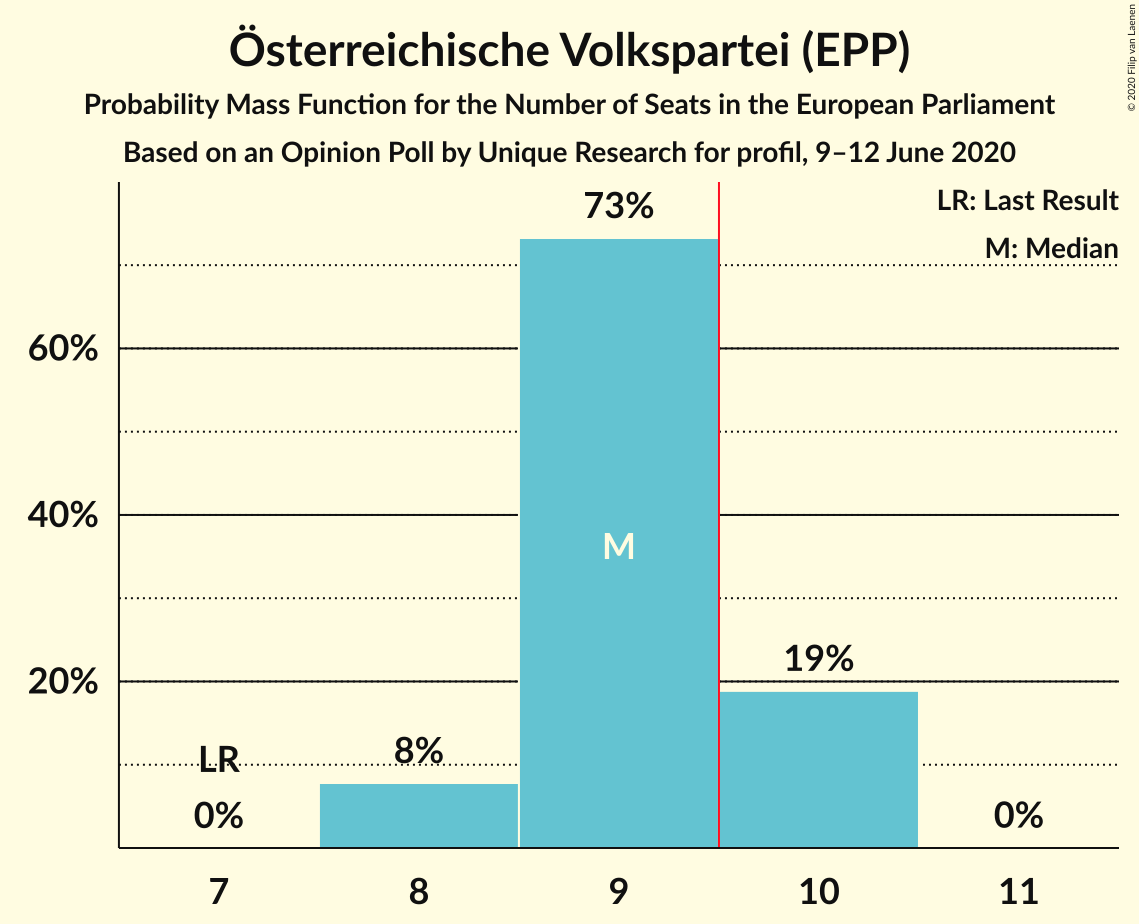 Österreichische Volkspartei (EPP)
Probability Mass Function for the Number of Seats in the European Parliament
Based on an Opinion Poll by Unique Research for profil, 9–12 June 2020
© 2020 Filip van Laenen
LR: Last Result
M: Median
73%
60%
40%
M
20%
19%
LR
8%
0%
0%
7 8 9 10 11